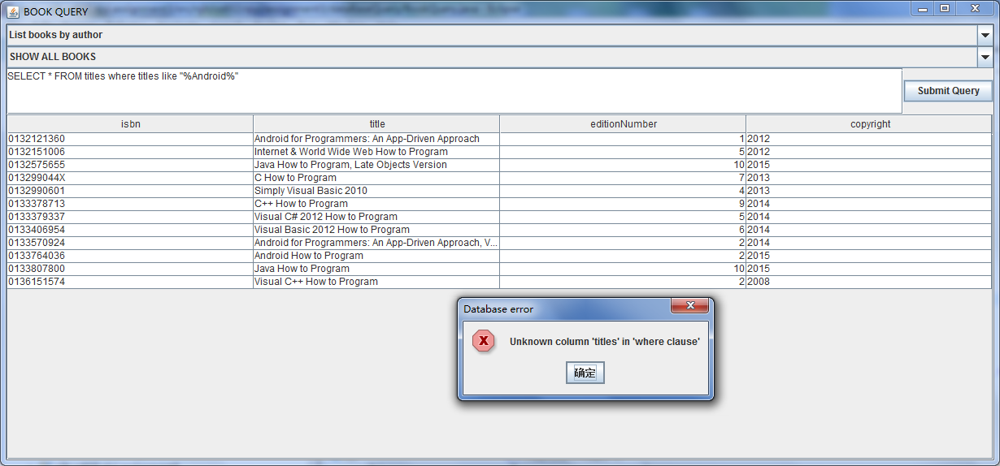 BOOK QUERY
List books by author
SHOW ALL BOOKS
SELECT * FROM titles where titles like "%Android%"
Submit Query
isbn title editionNumber copyright
0132121360 Android for Programmers: An App-Driven Approach 1 2012
0132151006 Internet & World Wide Web How to Program 5 2012
0132575655 Java How to Program, Late Objects Version 10 2015
013299044X C How to Program 7 2013
0132990601 Simply Visual Basic 2010 4 2013
0133378713 C++ How to Program 9 2014
0133379337 Visual C# 2012 How to Program 5 2014
0133406954 Visual Basic 2012 How to Program 6 2014
0133570924 Android for Programmers: An App-Driven Approach, V... 2 2014
0133764036 Android How to Program 2 2015
0133807800 Java How to Program 10 2015
0136151574 Visual C++ How to Program 2 2008
Database error
Unknown column 'titles' in 'where clause'
确定